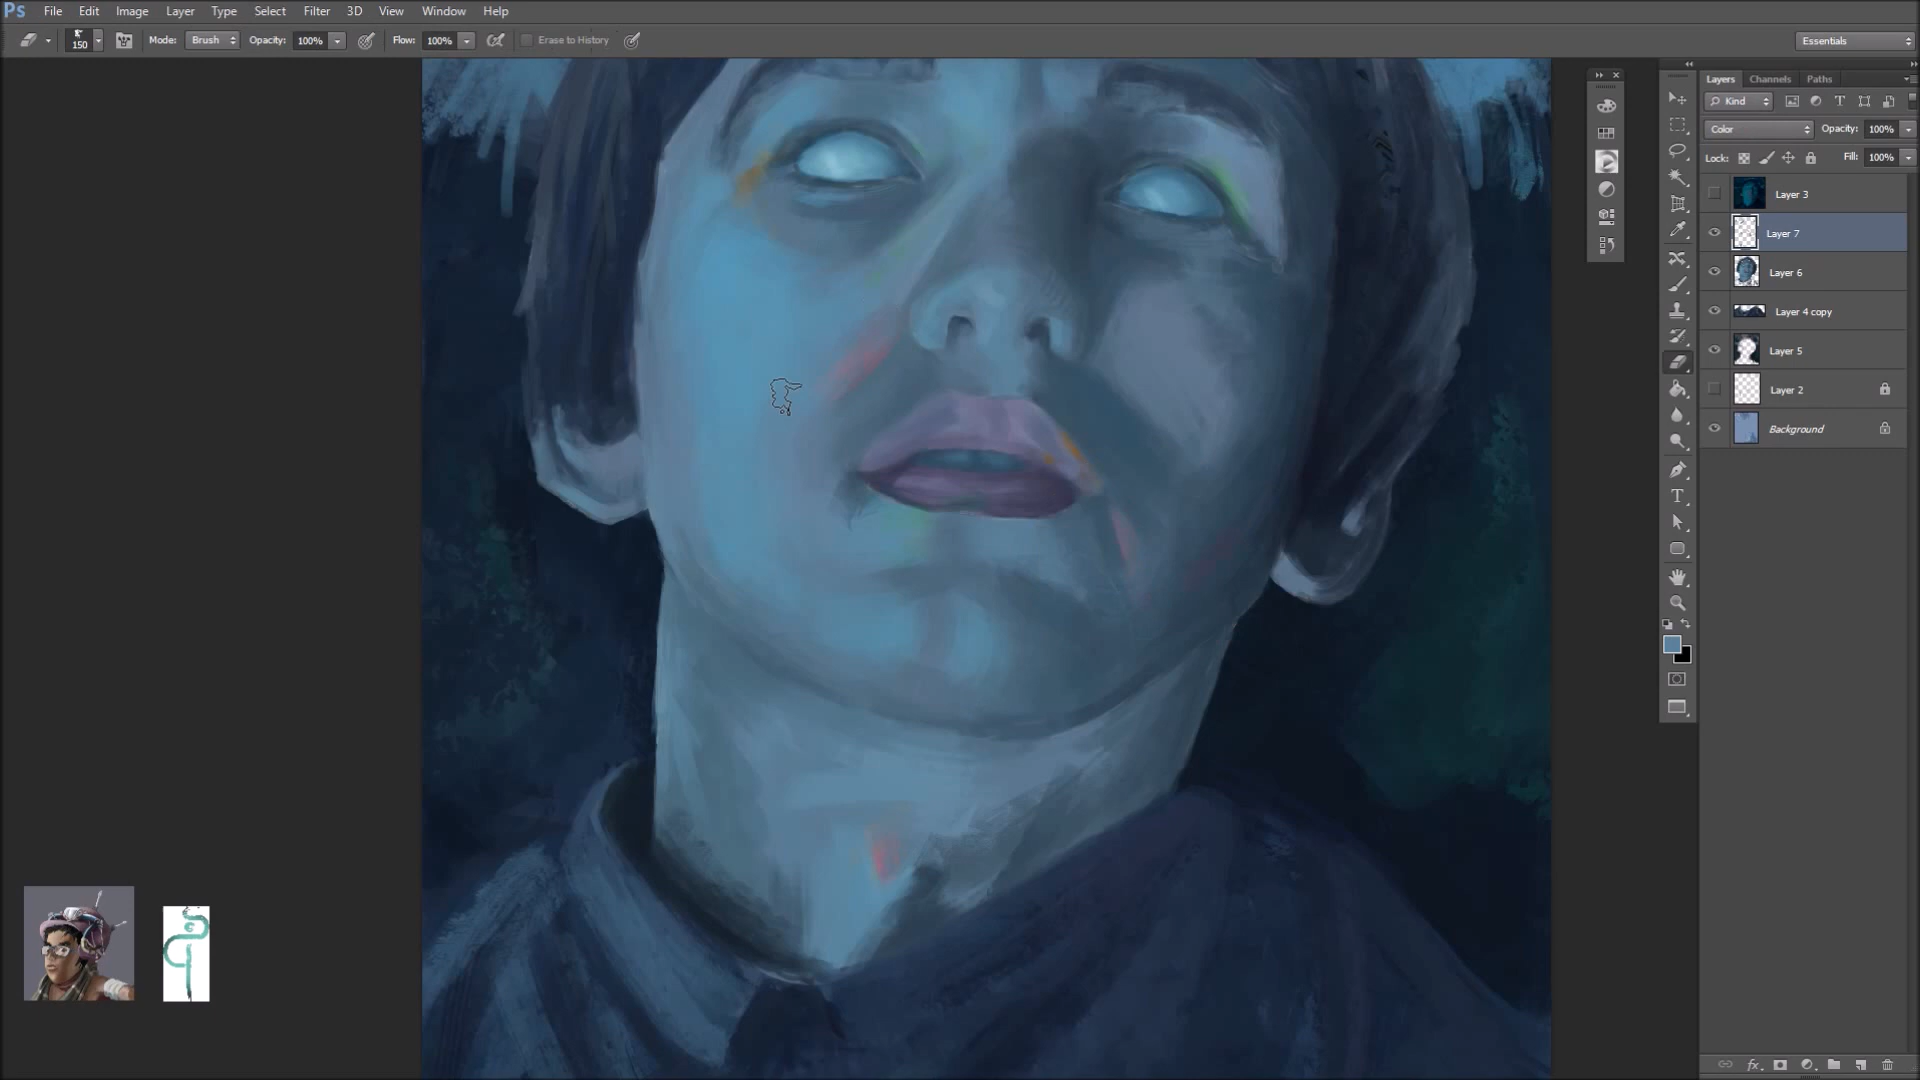 Ps File Edit Image Layer Type Select Filter 3D View Window Help
150 Mode: Brush Opacity: 100% Flow: 100% Erase to History Essentials
Layers Channels Paths
Kind
Color Opacity: 100%
Lock: Fill: 100%
Layer 3
Layer 7
Layer 6
Layer 4 copy
Layer 5
Layer 2
Background